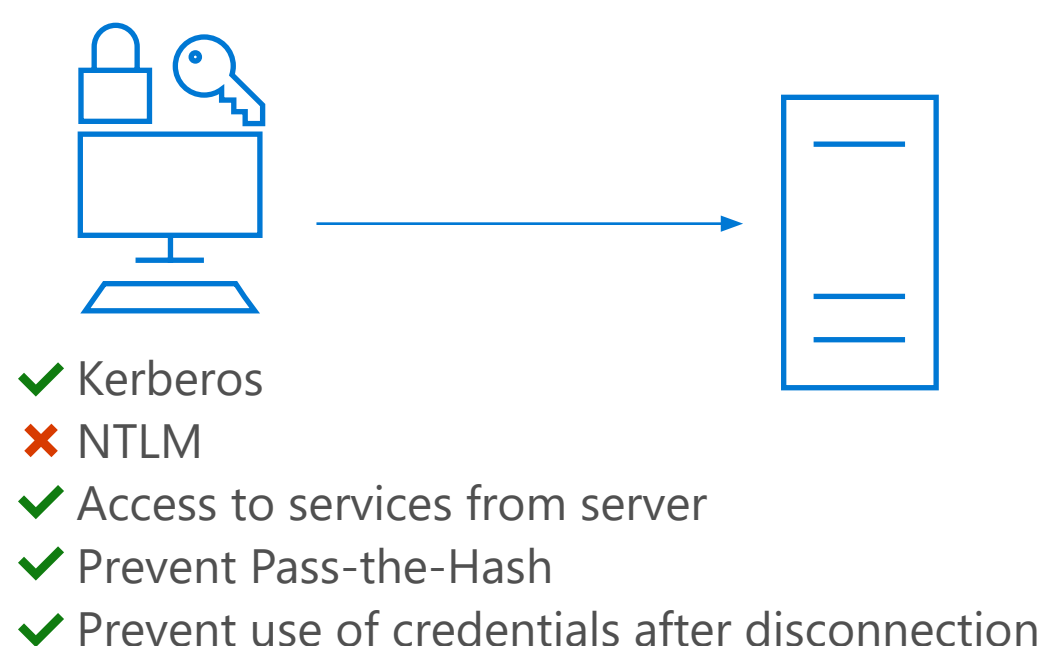 Kerberos
NTLM
Access to services from server
Prevent Pass-the-Hash
Prevent use of credentials after disconnection